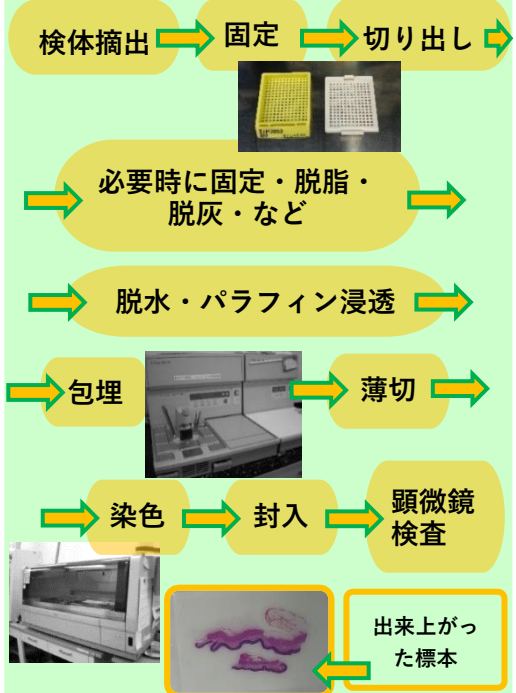 検体摘出
固定
切り出し
必要時に固定・脱脂・
脱灰・など
脱水・パラフィン浸透
包埋
薄切
染色
封入
顕微鏡
検査
出来上がっ
た標本